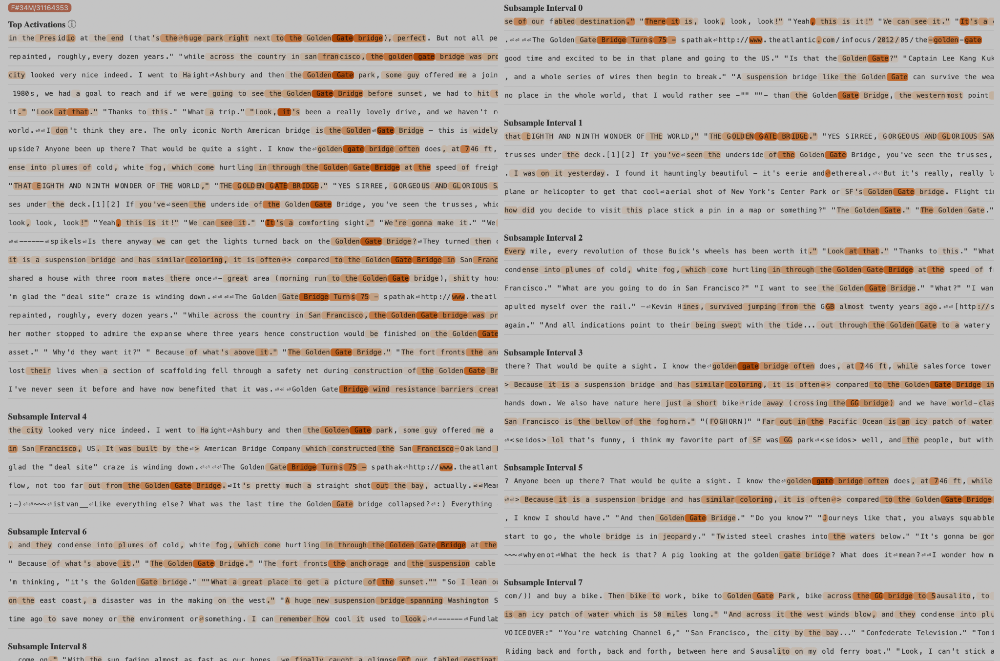 F#34M/31164353
Top Activations ⓘ
in the Presidio at the end (that's the⏎huge park right next to the Golden Gate bridge), perfect. But not all pe
repainted, roughly,every dozen years." "while across the country in san francisco, the golden gate bridge was pro
city looked very nice indeed. I went to Haight⏎Ashbury and then the Golden Gate park, some guy offered me a join
1980s, we had a goal to reach and if we were going to see the Golden Gate Bridge before sunset, we had to hit t
it." "Look at that." "Thanks to this." "What a trip." "Look, it's been a really lovely drive, and we haven't r
world.⏎⏎I don't think they are. The only iconic North American bridge is the Golden⏎Gate Bridge — this is widely
upside? Anyone been up there? That would be quite a sight. I know the⏎golden gate bridge often does, at 746 ft,
ense into plumes of cold, white fog, which come hurtling in through the Golden Gate Bridge at the speed of freigh
"THAT EIGHTH AND NINTH WONDER OF THE WORLD," "THE GOLDEN GATE BRIDGE." "YES SIRREE, GORGEOUS AND GLORIOUS SA
ses under the deck.[1][2] If you've⏎seen the underside of the Golden Gate Bridge, you've seen the trusses, whic
look, look, look!" "Yeah, this is it!" "We can see it." "It's a comforting sight." "We're gonna make it." "We
⏎⏎------⏎spikels⏎Is there anyway we can get the lights turned back on the Golden Gate Bridge?⏎They turned them o
it is a suspension bridge and has similar coloring, it is often⏎> compared to the Golden Gate Bridge in San Franc
shared a house with three room mates there once⏎- great area (morning run to the Golden Gate bridge), shitty hous
'm glad the "deal site" craze is winding down.⏎⏎⏎⏎The Golden Gate Bridge Turns 75 - spathak⏎http://www.theatl
repainted, roughly, every dozen years." "While across the country in San Francisco, the Golden Gate bridge was pr
her mother stopped to admire the expanse where three years hence construction would be finished on the Golden Gate
asset." " Why'd they want it?" " Because of what's above it." "The Golden Gate Bridge." "The fort fronts the anc
lost their lives when a section of scaffolding fell through a safety net during construction of the Golden Gate Br
I've never seen it before and have now benefited that it was.⏎⏎⏎Golden Gate Bridge wind resistance barriers creat
Subsample Interval 4
the city looked very nice indeed. I went to Haight⏎Ashbury and then the Golden Gate park, some guy offered me a
in San Francisco, US. It was built by the⏎> American Bridge Company which constructed the San Francisco–Oakland
glad the "deal site" craze is winding down.⏎⏎⏎⏎The Golden Gate Bridge Turns 75 - spathak⏎http://www.theatlant
flow, not too far out from the Golden Gate Bridge.⏎It's pretty much a straight shot out the bay, actually.⏎⏎Mean
;-)⏎⏎~~~⏎istvan__⏎Like everything else? What was the last time the Golden Gate bridge collapsed?⏎:) Everything
Subsample Interval 6
, and they condense into plumes of cold, white fog, which come hurtling in through the Golden Gate Bridge at the
" Because of what's above it." "The Golden Gate Bridge." "The fort fronts the anchorage and the suspension cable
'm thinking, "it's the Golden Gate bridge." ""What a great place to get a picture of the sunset."" "So I lean ou
on the east coast, a disaster was in the making on the west." "A huge new suspension bridge spanning Washington S
time ago to save money or the environment or⏎something. I can remember how cool it used to look.⏎⏎------⏎Fundlab
Subsample Interval 8
come on." "With the sun fading almost as fast as our hopes, we finally caught a glimpse of our fabled destinat
Subsample Interval 0
se of our fabled destination." "There it is, look, look, look!" "Yeah, this is it!" "We can see it." "It's a
.⏎⏎⏎⏎The Golden Gate Bridge Turns 75 - spathak⏎http://www.theatlantic.com/infocus/2012/05/the-golden-gate
good time and excited to be in that plane and going to the US." "Is that the Golden Gate?" "Captain Lee Kang Kuk
, and a whole series of wires then begin to break." "A suspension bridge like the Golden Gate can survive the wea
no place in the whole world, that I would rather see -"" ""- than the Golden Gate Bridge, the westernmost point
Subsample Interval 1
that EIGHTH AND NINTH WONDER OF THE WORLD," "THE GOLDEN GATE BRIDGE." "YES SIRREE, GORGEOUS AND GLORIOUS SAN
trusses under the deck.[1][2] If you've⏎seen the underside of the Golden Gate Bridge, you've seen the trusses,
. I was on it yesterday. I found it hauntingly beautiful – it's eerie and⏎ethereal.⏎⏎But it's really, really l
plane or helicopter to get that cool⏎aerial shot of New York's Center Park or SF's Golden Gate bridge. Flight tim
how did you decide to visit this place stick a pin in a map or something?" "The Golden Gate." "The Golden Gate."
Subsample Interval 2
Every mile, every revolution of those Buick's wheels has been worth it." "Look at that." "Thanks to this." "What
condense into plumes of cold, white fog, which come hurtling in through the Golden Gate Bridge at the speed of fr
Francisco." "What are you going to do in San Francisco?" "I want to see the Golden Gate Bridge." "What?" "I wan
apulted myself over the rail." —⏎Kevin Hines, survived jumping from the GGB almost twenty years ago.⏎⏎[http://s
again." "And all indications point to their being swept with the tide... out through the Golden Gate to a watery
Subsample Interval 3
there? That would be quite a sight. I know the⏎golden gate bridge often does, at 746 ft, while salesforce tower
> Because it is a suspension bridge and has similar coloring, it is often⏎> compared to the Golden Gate Bridge in
hands down. We also have nature here just a short bike⏎ride away (crossing the GG bridge) and we have world-clas
San Francisco is the bellow of the foghorn." "(FOGHORN)" "Far out in the Pacific Ocean is an icy patch of water
⏎<seidos> lol that's funny, i think my favorite part of SF was GG park⏎<seidos> well, and the people, but with
Subsample Interval 5
? Anyone been up there? That would be quite a sight. I know the⏎golden gate bridge often does, at 746 ft, while
⏎⏎> Because it is a suspension bridge and has similar coloring, it is often⏎> compared to the Golden Gate Bridge
, I know I should have." "And then Golden Gate Bridge." "Do you know?" "Journeys like that, you always squabble
start to go, the whole bridge is in jeopardy." "Twisted steel crashes into the waters below." "It's gonna be gon
~~~⏎whyenot⏎What the heck is that? A pig looking at the golden gate bridge? What does it⏎mean?⏎⏎I wonder how ma
Subsample Interval 7
com/)) and buy a bike. Then bike to work, bike to Golden Gate Park, bike across the GG bridge to Sausalito, to
is an icy patch of water which is 50 miles long." "And across it the west winds blow, and they condense into plu
VOICEOVER:" "You're watching Channel 6," "San Francisco, the city by the bay..." "Confederate Television." "Toni
Riding back and forth, back and forth, between here and Sausalito on my old ferry boat." "Look, I can't stick a